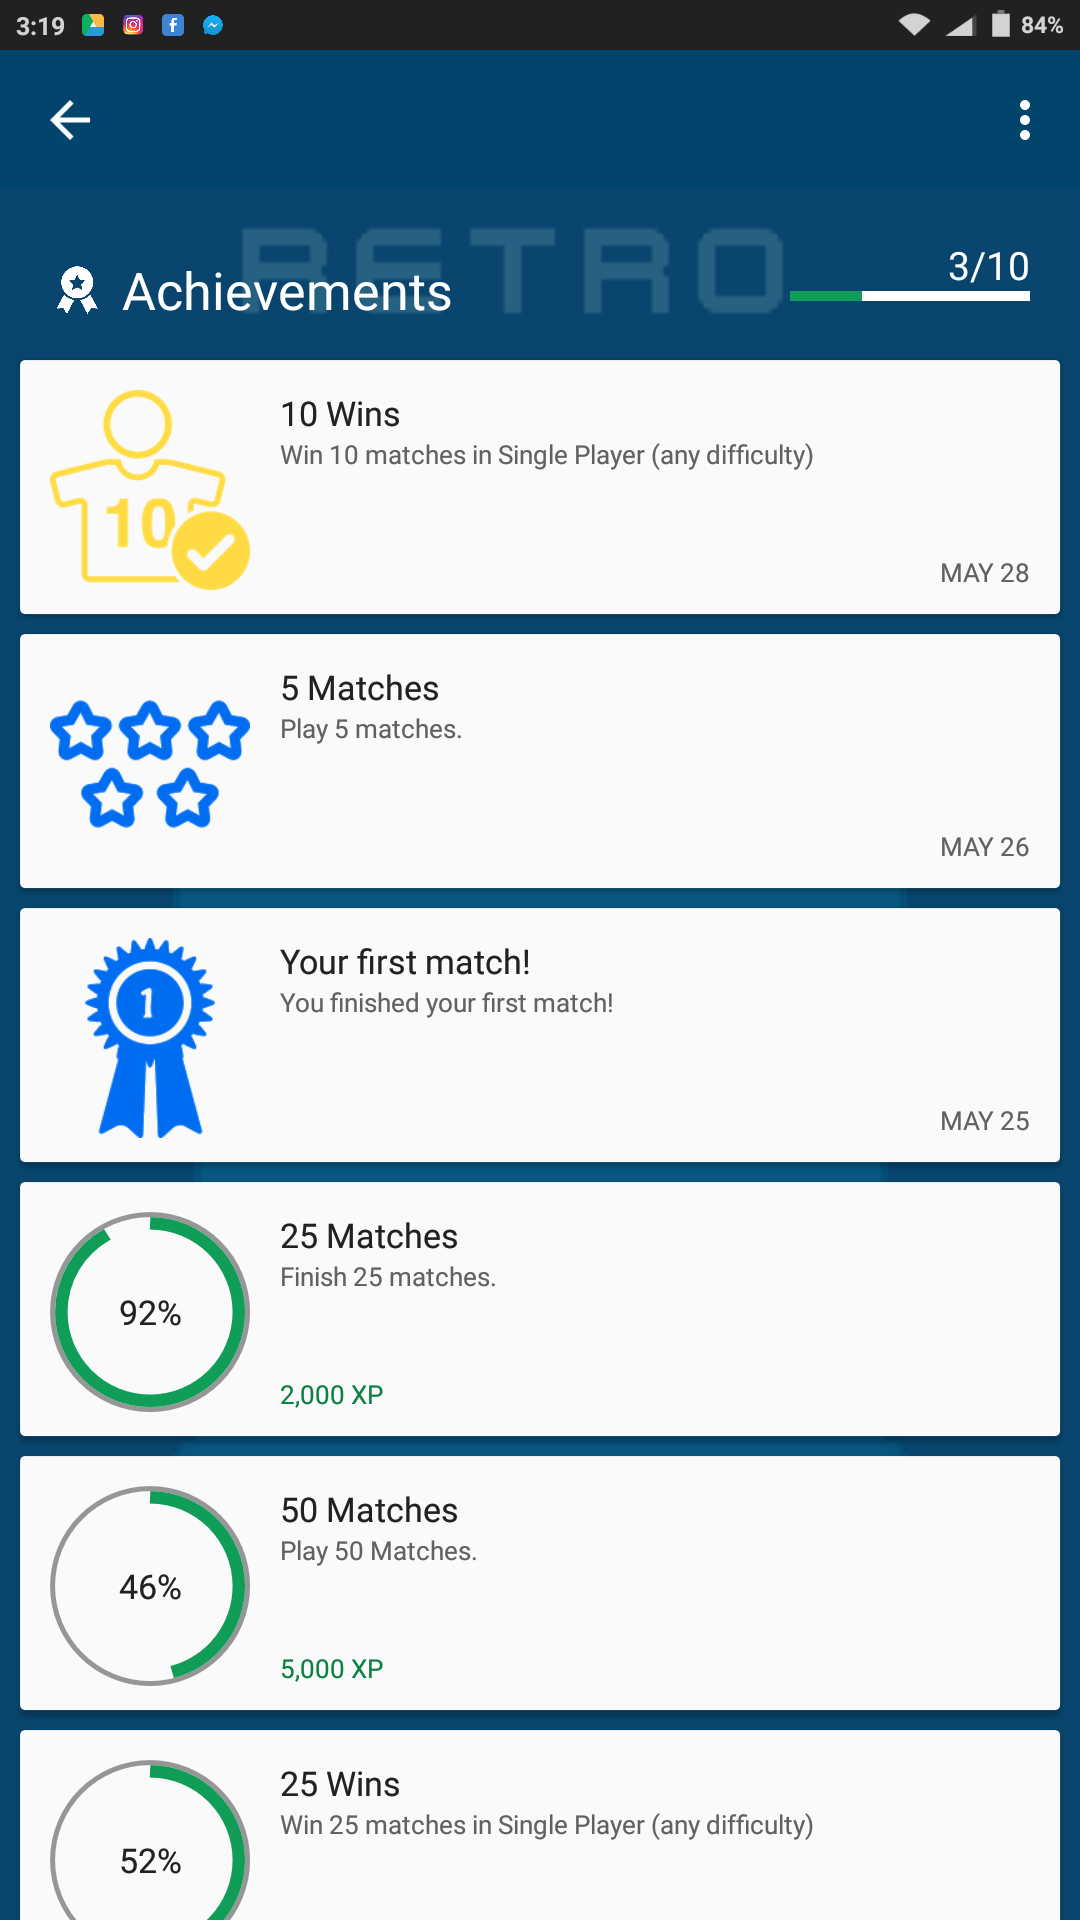 3:19
84%
RETRO
Achievements
3/10
10 Wins
Win 10 matches in Single Player (any difficulty)
10
MAY 28
5 Matches
Play 5 matches.
MAY 26
Your first match!
You finished your first match!
1
MAY 25
25 Matches
Finish 25 matches.
92%
2,000 XP
50 Matches
Play 50 Matches.
46%
5,000 XP
25 Wins
Win 25 matches in Single Player (any difficulty)
52%